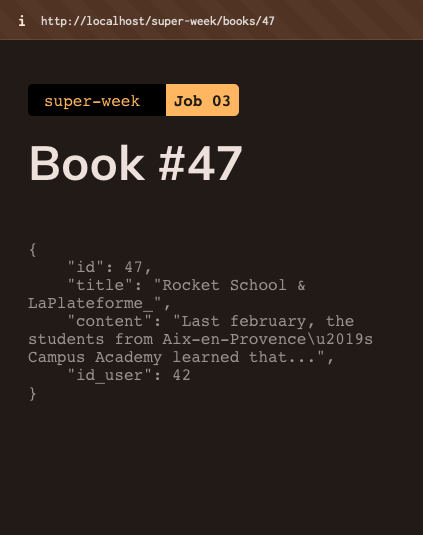 i http://localhost/super-week/books/47
super-week Job 03
Book #47
{
    "id": 47,
    "title": "Rocket School &
LaPlateforme_",
    "content": "Last february, the
students from Aix-en-Provence\u2019s
Campus Academy learned that...",
    "id_user": 42
}